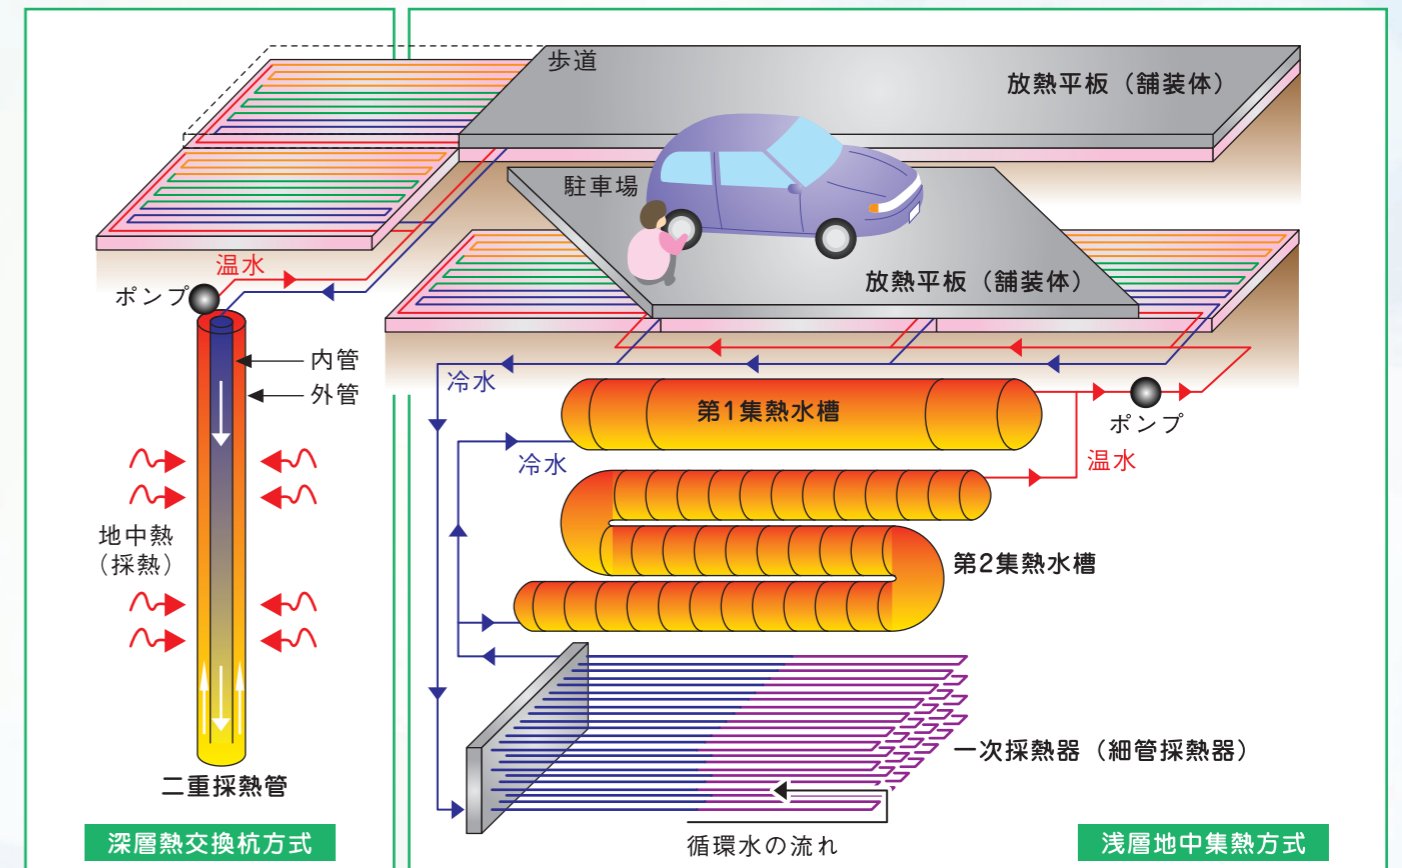 歩道
放熱平板（舗装体）
駐車場
放熱平板（舗装体）
温水
ポンプ
内管
外管
地中熱
（採熱）
二重採熱管
深層熱交換杭方式
冷水
第1集熱水槽
ポンプ
冷水
温水
第2集熱水槽
一次採熱器（細管採熱器）
循環水の流れ
浅層地中集熱方式